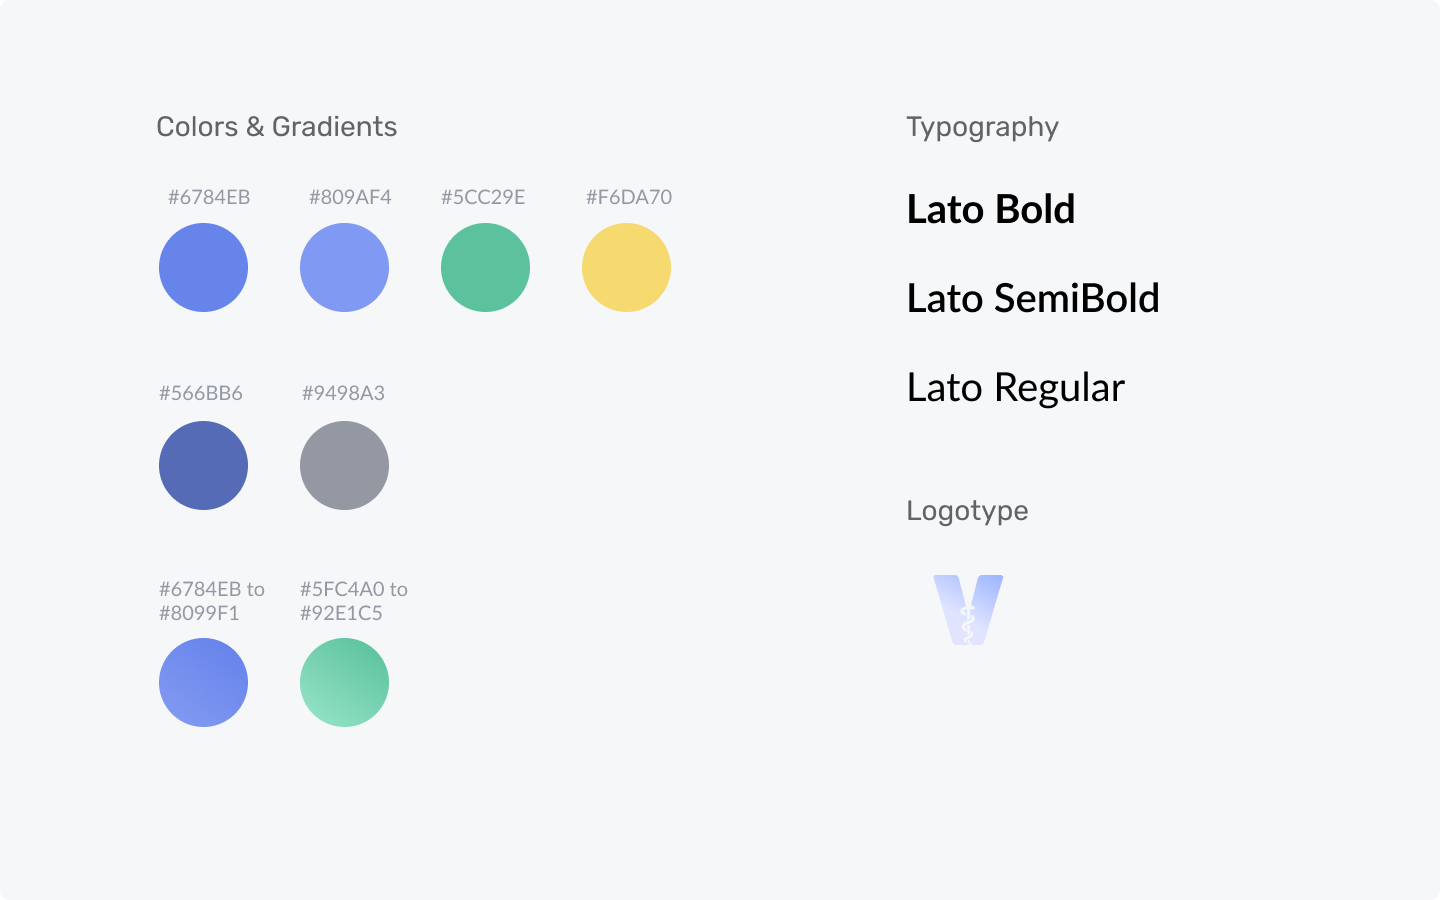 Colors & Gradients
#6784EB
#809AF4
#5CC29E
#F6DA70
#566BB6
#9498A3
#6784EB to
#8099F1
#5FC4A0 to
#92E1C5
Typography
Lato Bold
Lato SemiBold
Lato Regular
Logotype
V